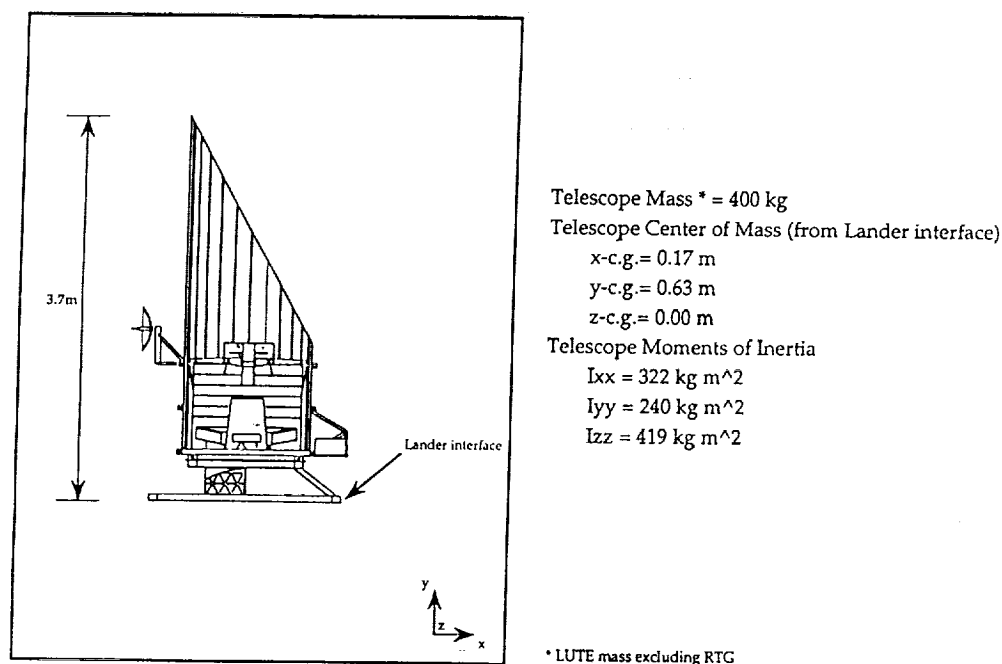 3.7m
Lander interface
y
z
x
Telescope Mass * = 400 kg
Telescope Center of Mass (from Lander interface)
x-c.g.= 0.17 m
y-c.g.= 0.63 m
z-c.g.= 0.00 m
Telescope Moments of Inertia
Ixx = 322 kg m^2
Iyy = 240 kg m^2
Izz = 419 kg m^2
* LUTE mass excluding RTG